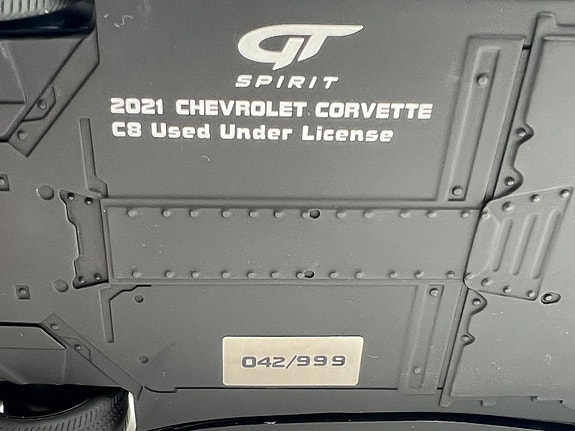 GT
SPIRIT
2021 CHEVROLET CORVETTE
C8 Used Under License
042/999